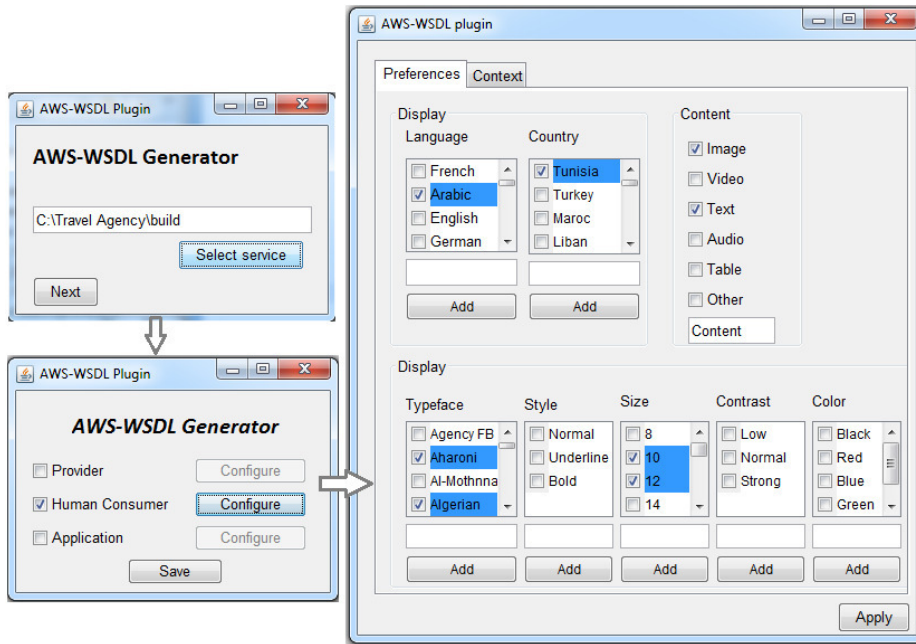 AWS-WSDL Plugin
AWS-WSDL Generator
C:\Travel Agency\build
Select service
Next
AWS-WSDL Plugin
AWS-WSDL Generator
Provider Configure
Human Consumer Configure
Application Configure
Save
AWS-WSDL plugin
Preferences Context
Display
Language Country
French Tunisia
Arabic Turkey
English Maroc
German Liban
Add Add
Content
Image
Video
Text
Audio
Table
Other
Content
Display
Typeface Style Size Contrast Color
Agency FB Normal 8 Low Black
Aharoni Underline 10 Normal Red
Al-Mothnna Bold 12 Strong Blue
Algerian 14 Green
Add Add Add Add Add
Apply